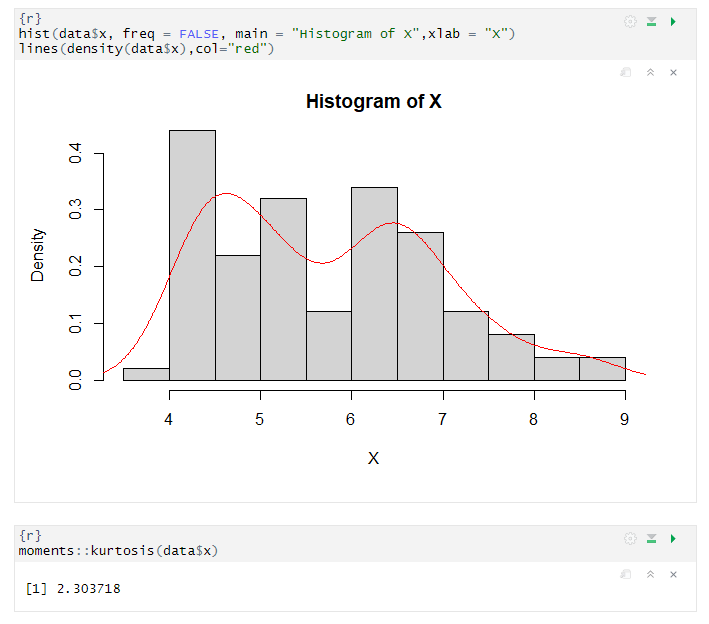 {r}
hist(data$x, freq = FALSE, main = "Histogram of X",xlab = "X")
lines(density(data$x),col="red")
Histogram of X
Density
0.0 0.1 0.2 0.3 0.4
4 5 6 7 8 9
X
{r}
moments::kurtosis(data$x)
[1] 2.303718